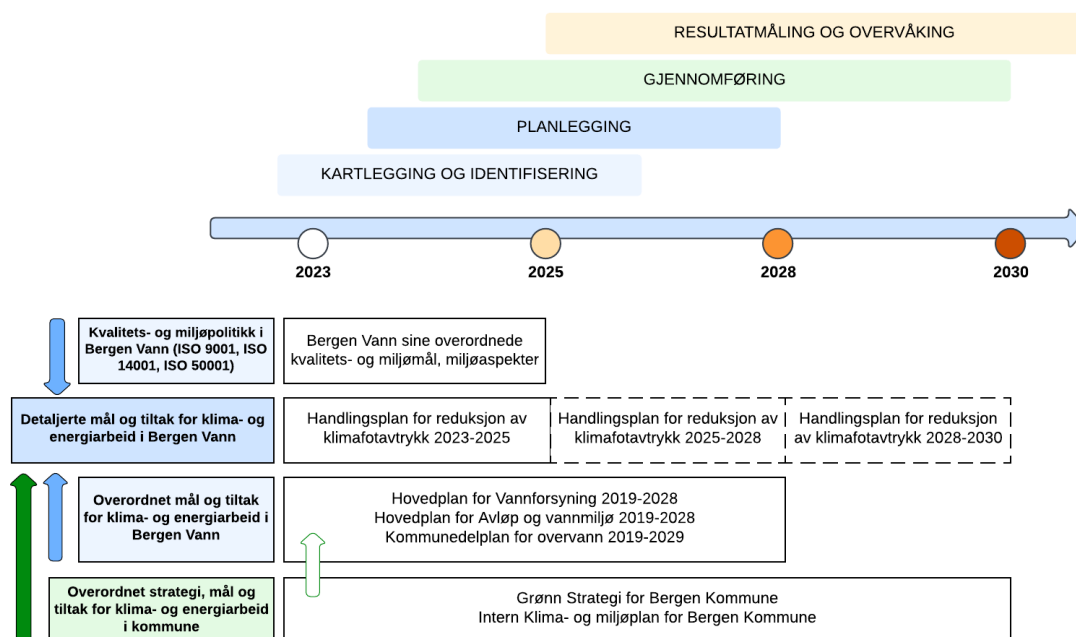 RESULTATMÅLING OG OVERVÅKING
GJENNOMFØRING
PLANLEGGING
KARTLEGGING OG IDENTIFISERING
2023
2025
2028
2030
Kvalitets- og miljøpolitikk i
Bergen Vann (ISO 9001, ISO
14001, ISO 50001)
Bergen Vann sine overordnede
kvalitets- og miljømål, miljøaspekter
Detaljerte mål og tiltak for klima- og
energiarbeid i Bergen Vann
Handlingsplan for reduksjon av
klimafotavtrykk 2023-2025
Handlingsplan for reduksjon av
klimafotavtrykk 2025-2028
Handlingsplan for reduksjon
av klimafotavtrykk 2028-2030
Overordnet mål og tiltak
for klima- og energiarbeid i
Bergen Vann
Hovedplan for Vannforsyning 2019-2028
Hovedplan for Avløp og vannmiljø 2019-2028
Kommunedelplan for overvann 2019-2029
Overordnet strategi, mål og
tiltak for klima- og energiarbeid
i kommune
Grønn Strategi for Bergen Kommune
Intern Klima- og miljøplan for Bergen Kommune